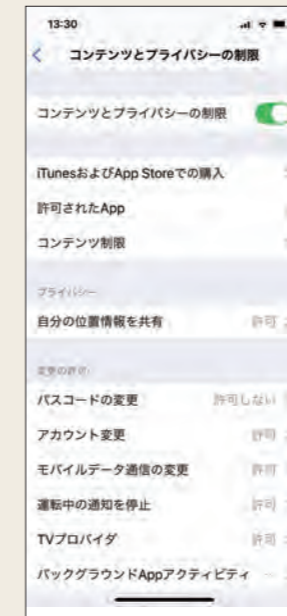 13:30
コンテンツとプライバシーの制限
コンテンツとプライバシーの制限
iTunesおよびApp Storeでの購入
許可されたApp
コンテンツ制限
プライバシー
自分の位置情報を共有 許可
変更の許可:
パスコードの変更 許可しない
アカウント変更 許可
モバイルデータ通信の変更 許可
運転中の通知を停止 許可
TVプロバイダ 許可
バックグラウンドAppアクティビティ